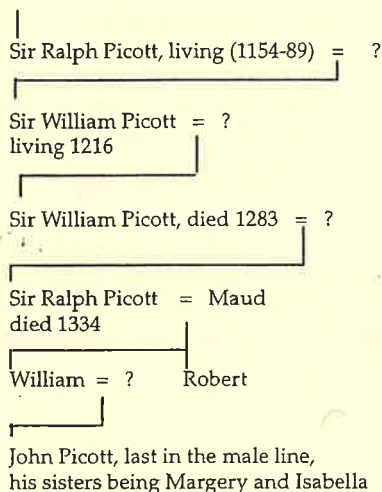 Sir Ralph Picott, living (1154-89) = ?
Sir William Picott = ?
living 1216
Sir William Picott, died 1283 = ?
Sir Ralph Picott = Maud
died 1334
William = ? Robert
John Picott, last in the male line,
his sisters being Margery and Isabella